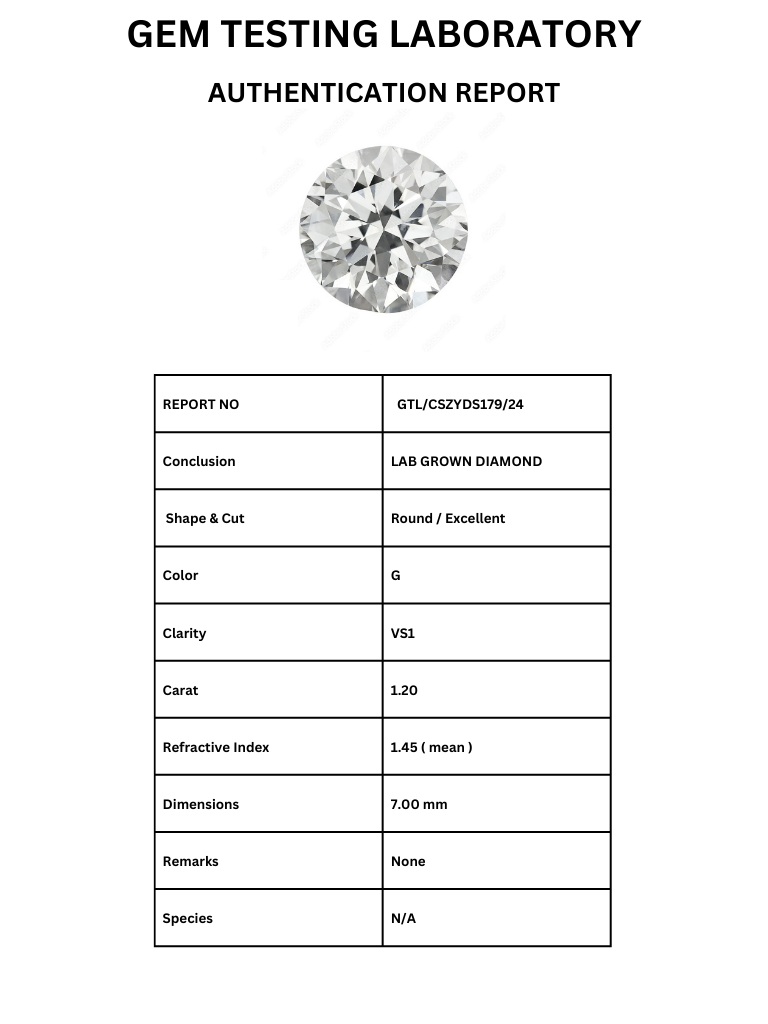 GEM TESTING LABORATORY
AUTHENTICATION REPORT
REPORT NO GTL/CSZYDS179/24
Conclusion LAB GROWN DIAMOND
Shape & Cut Round / Excellent
Color G
Clarity VS1
Carat 1.20
Refractive Index 1.45 ( mean )
Dimensions 7.00 mm
Remarks None
Species N/A